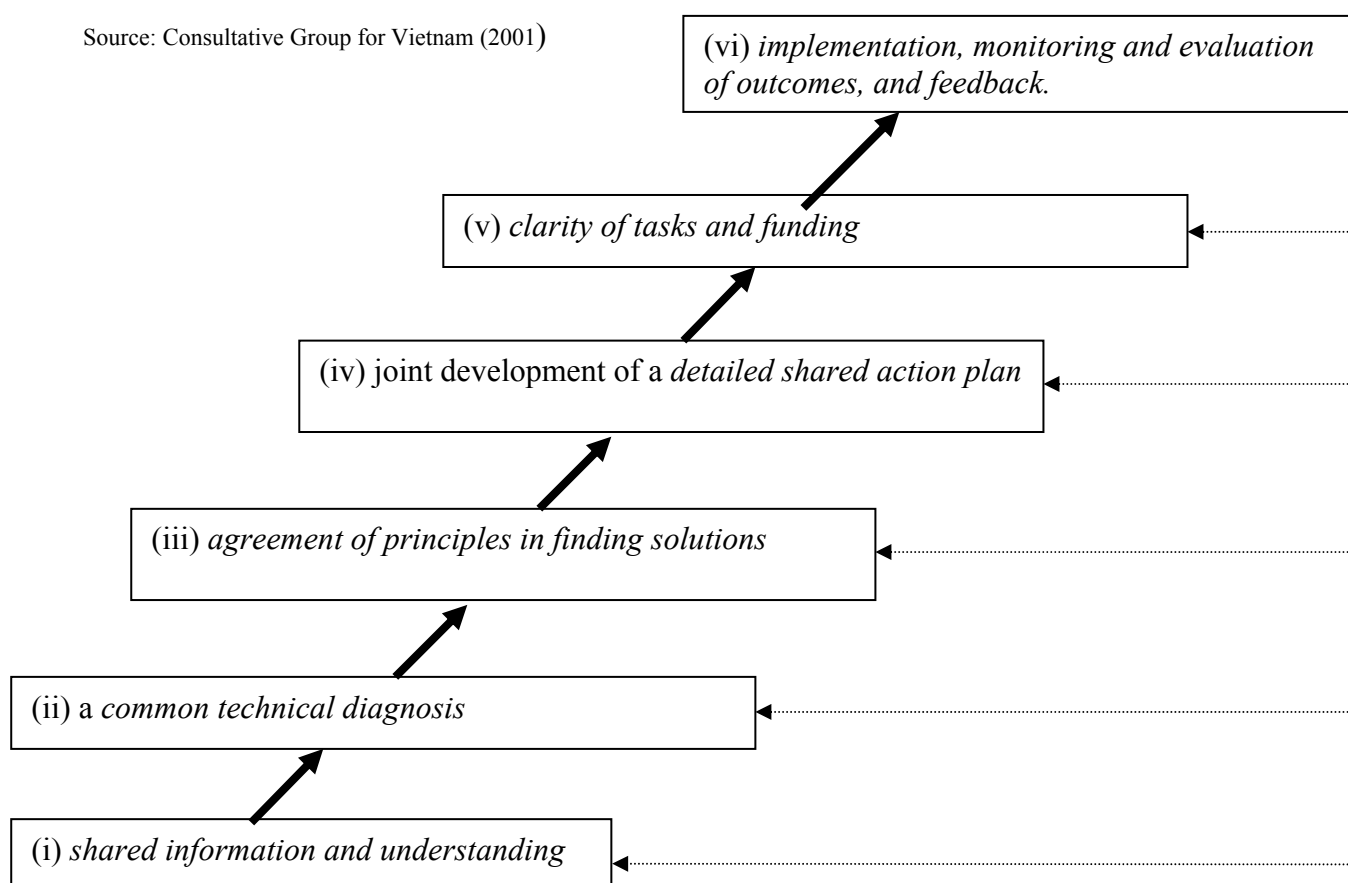 Source: Consultative Group for Vietnam (2001)
(vi) implementation, monitoring and evaluation
of outcomes, and feedback.
(v) clarity of tasks and funding
(iv) joint development of a detailed shared action plan
(iii) agreement of principles in finding solutions
(ii) a common technical diagnosis
(i) shared information and understanding